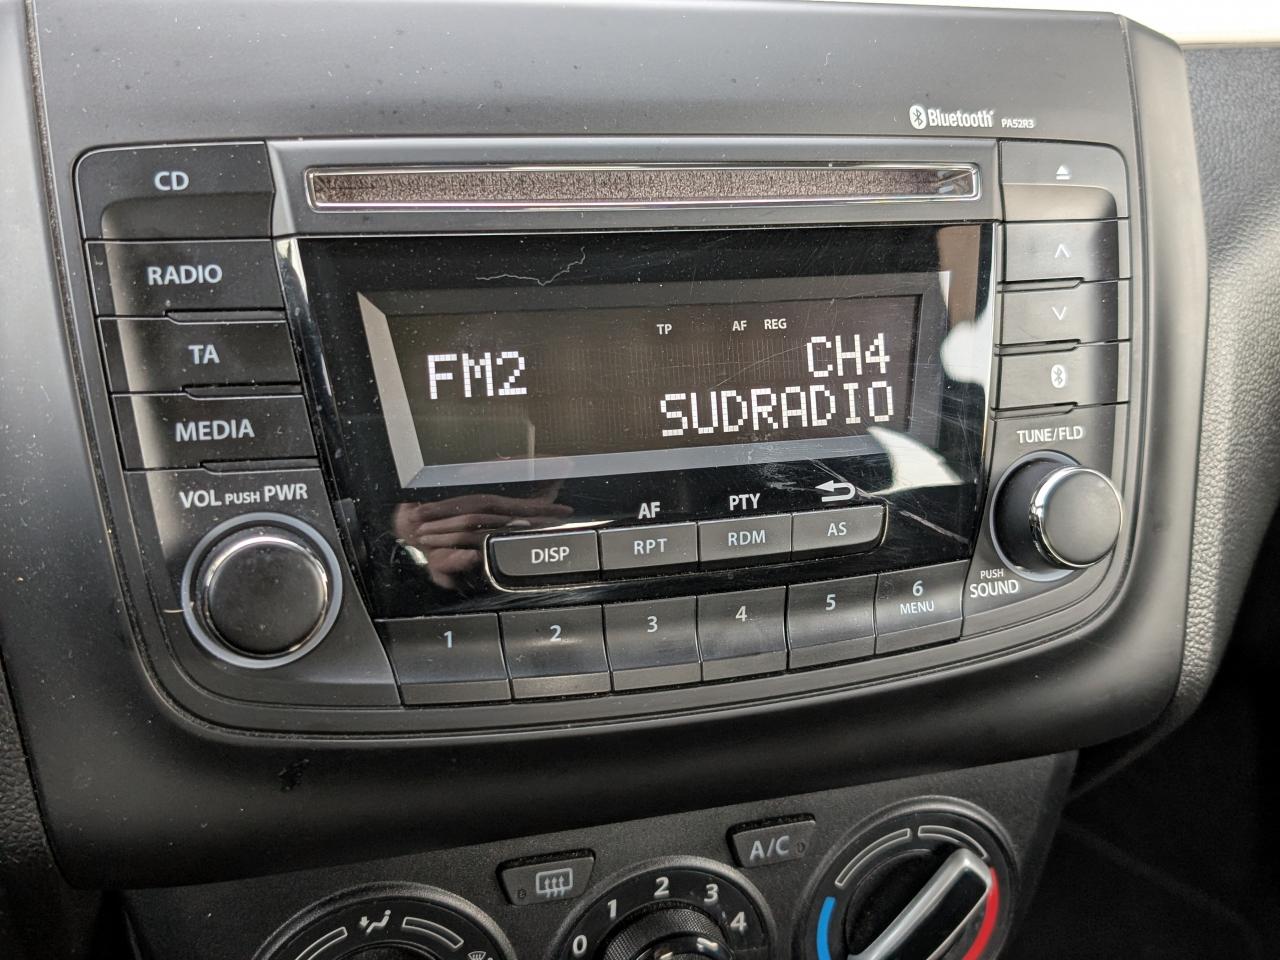 Bluetooth PA52R3
CD
RADIO
TA
MEDIA
VOL PUSH PWR
TP AF REG
FM2 CH4
SUDRADIO
TUNE/FLD
PUSH
SOUND
AF PTY
DISP RPT RDM AS
1 2 3 4 5 6
MENU
A/C
0 1 2 3 4